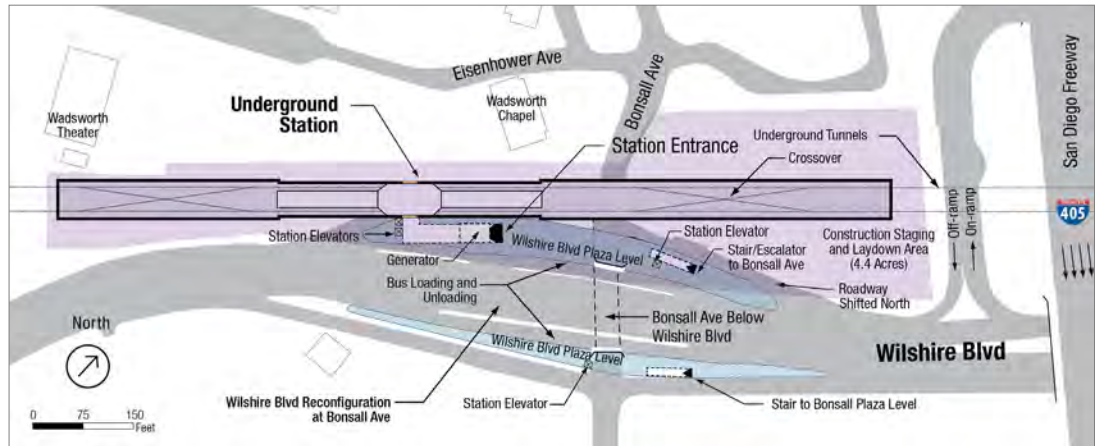 Eisenhower Ave
Bonsall Ave
San Diego Freeway
Wadsworth
Theater
Underground
Station
Wadsworth
Chapel
Station Entrance
Underground Tunnels
Crossover
405
Off-ramp
On-ramp
Station Elevators
Generator
Wilshire Blvd Plaza Level
Station Elevator
Stair/Escalator
to Bonsall Ave
Construction Staging
and Laydown Area
(4.4 Acres)
Bus Loading and
Unloading
Roadway
Shifted North
North
Bonsall Ave Below
Wilshire Blvd
Wilshire Blvd Plaza Level
Wilshire Blvd
Wilshire Blvd Reconfiguration
at Bonsall Ave
Station Elevator
Stair to Bonsall Plaza Level
0 75 150
Feet